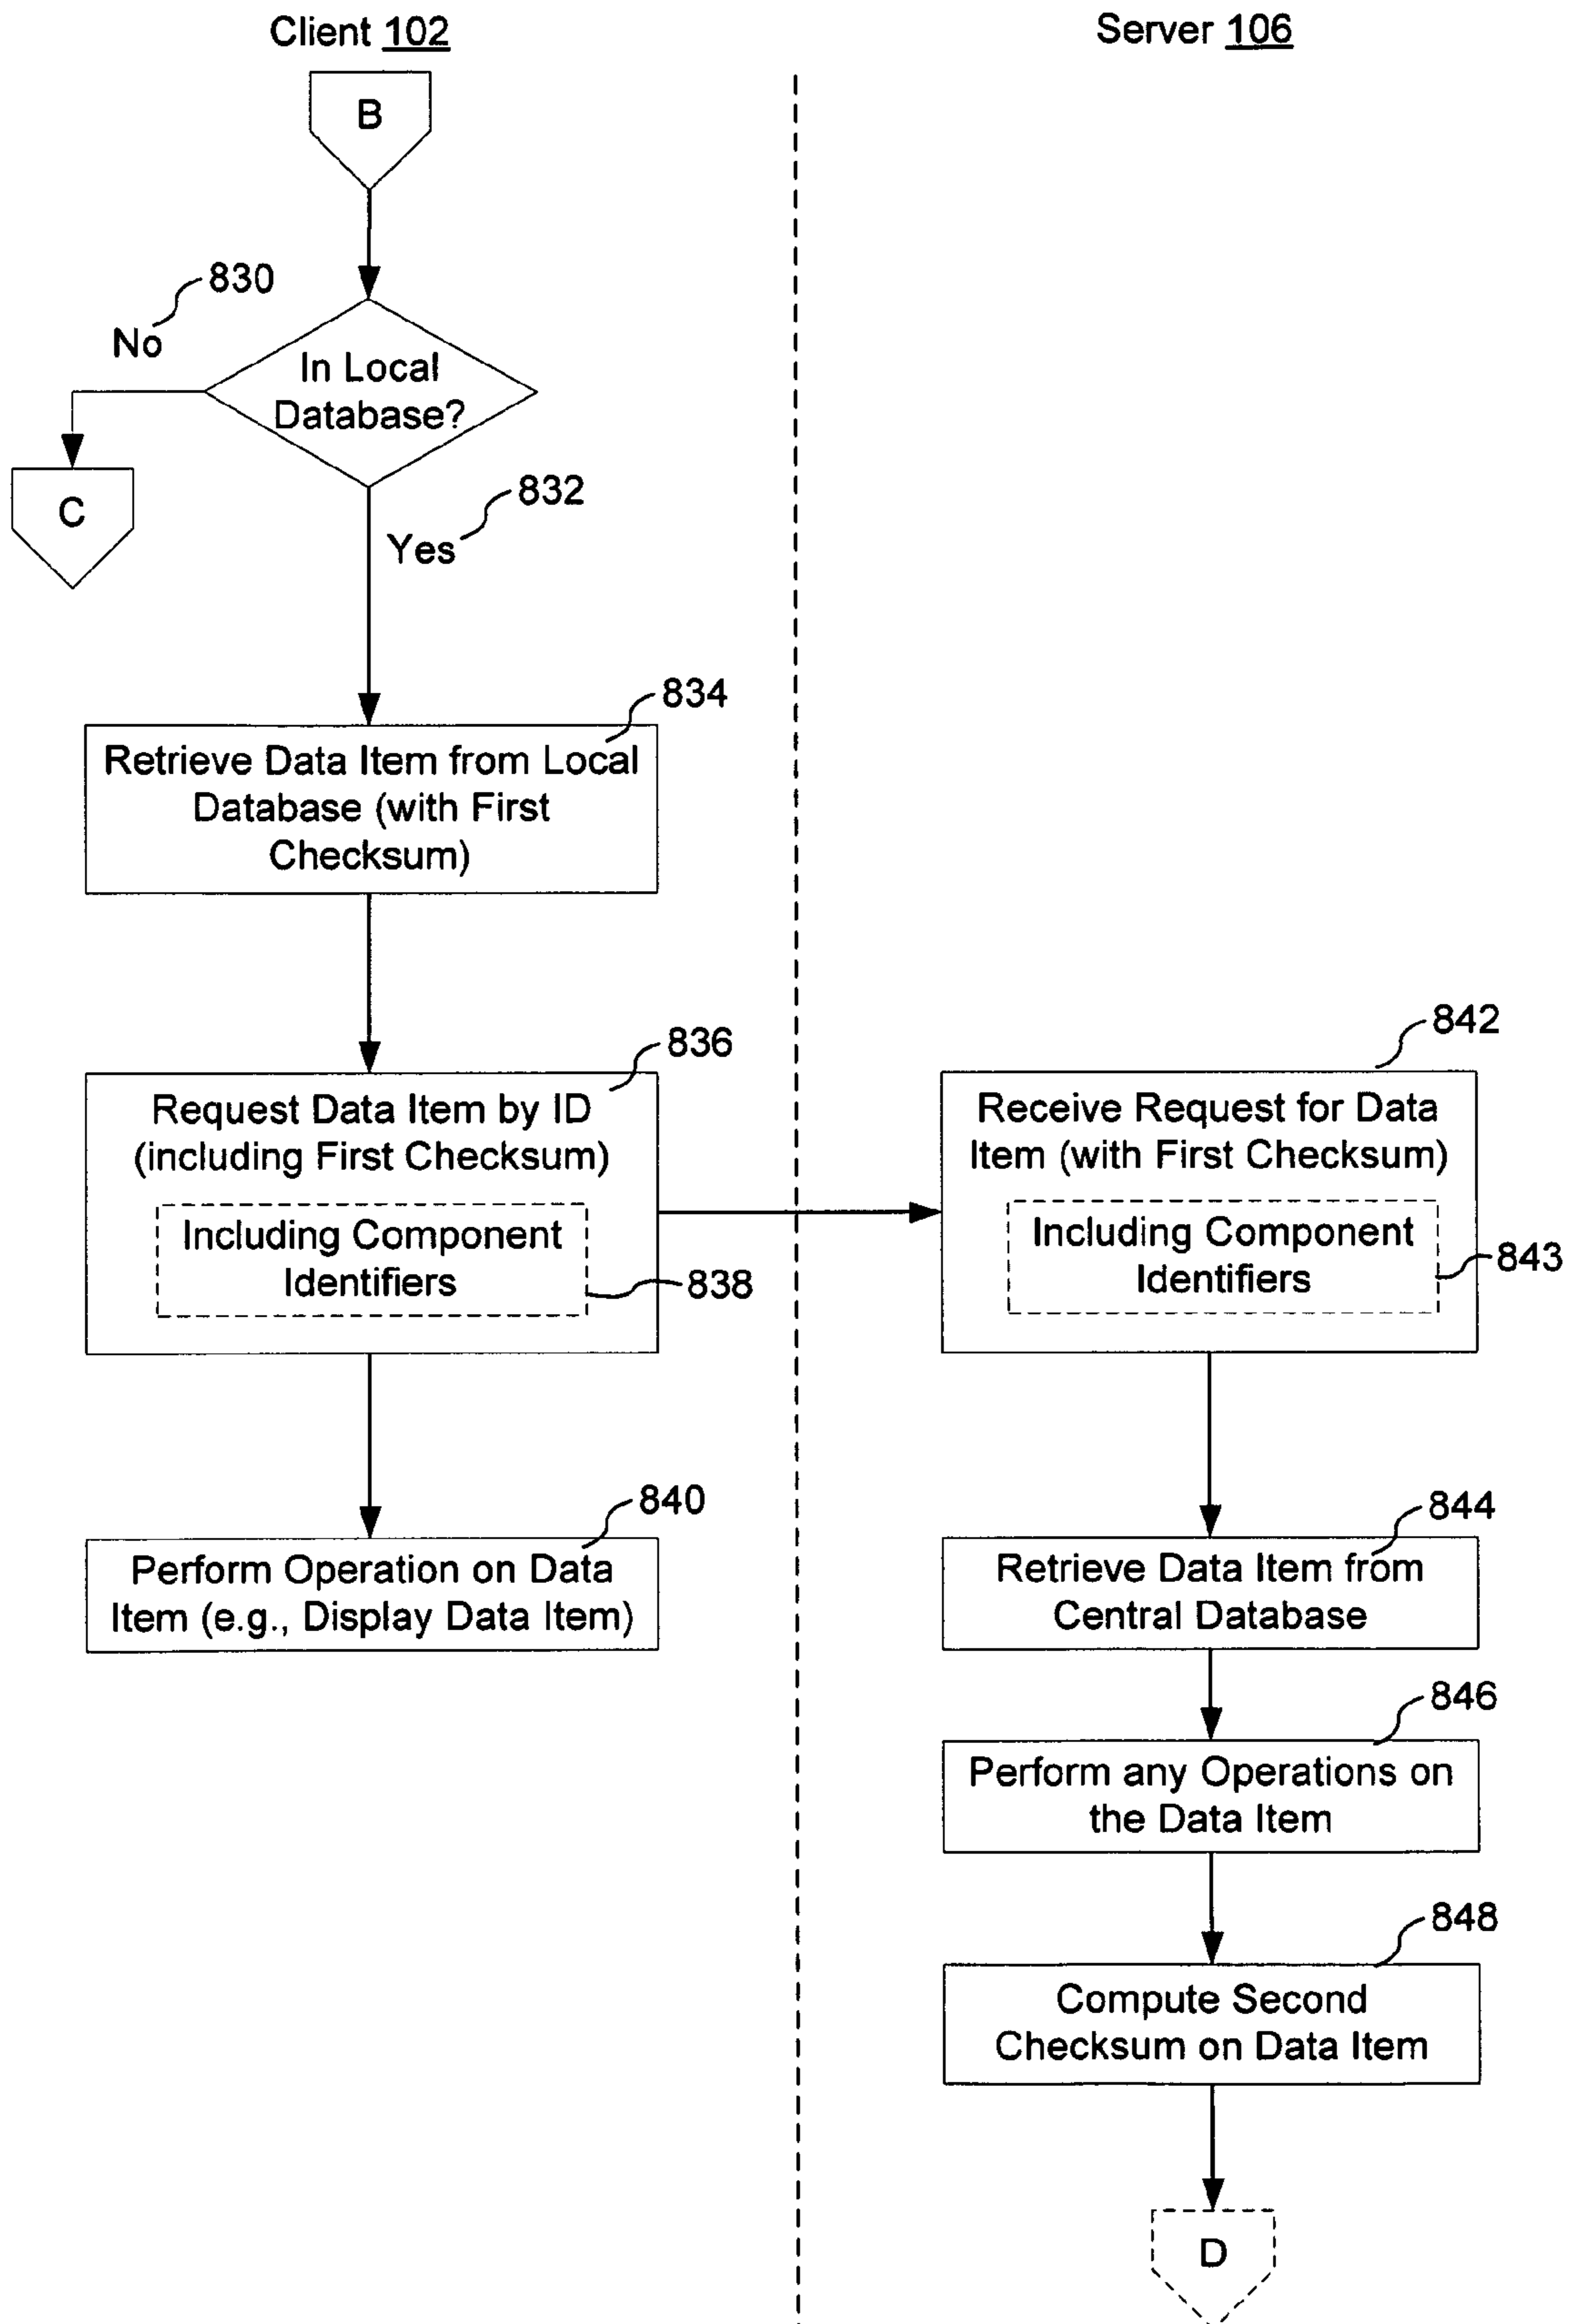 Client 102
Server 106
B
830
No
In Local
Database?
C
832
Yes
834
Retrieve Data Item from Local
Database (with First
Checksum)
836
Request Data Item by ID
(including First Checksum)
Including Component
Identifiers
838
842
Receive Request for Data
Item (with First Checksum)
Including Component
Identifiers
843
840
Perform Operation on Data
Item (e.g., Display Data Item)
844
Retrieve Data Item from
Central Database
846
Perform any Operations on
the Data Item
848
Compute Second
Checksum on Data Item
D